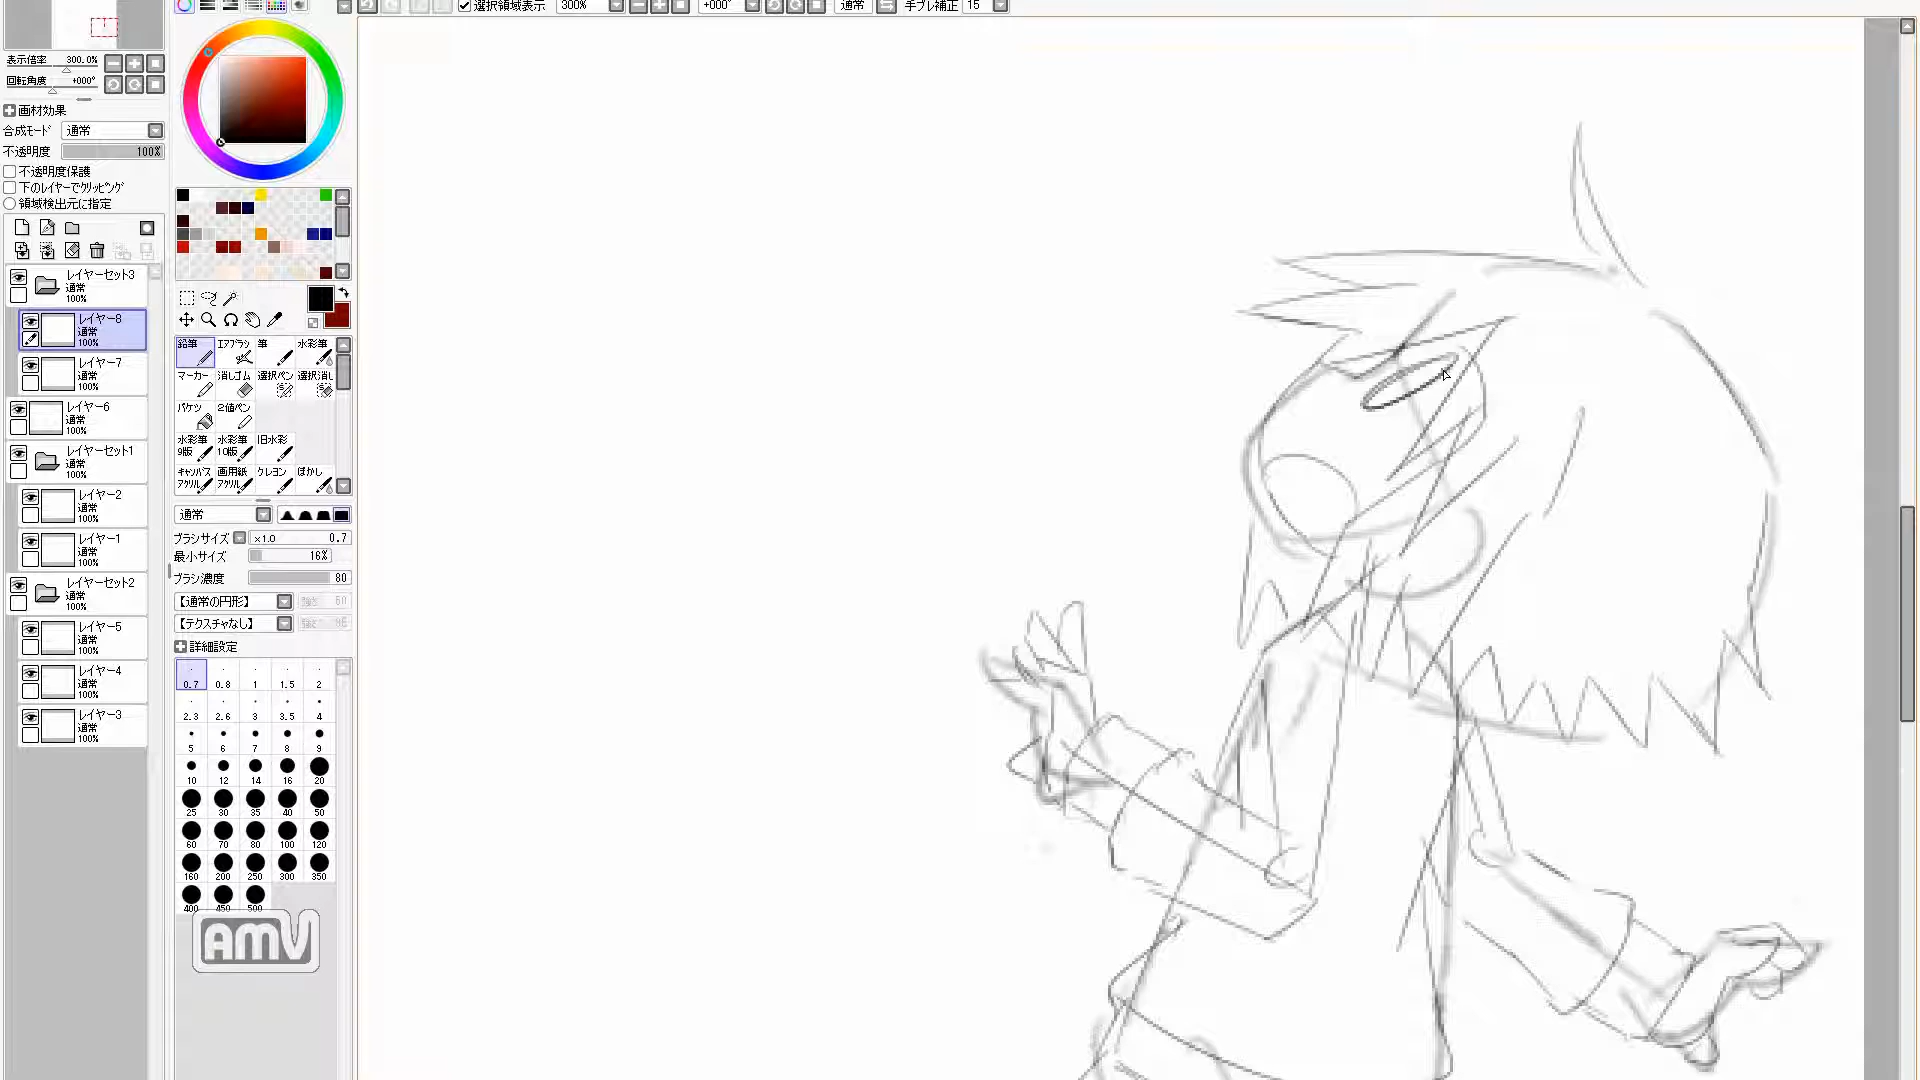 選択領域表示 300% +000° 通常 手ブレ補正 15
表示倍率 300.0%
回転角度 +000°
画材効果
合成モード 通常
不透明度 100%
不透明度保護
下のレイヤーでクリッピング
領域検出元に指定
レイヤーセット3
通常
100%
レイヤー8
通常
100%
レイヤー7
通常
100%
レイヤー6
通常
100%
レイヤーセット1
通常
100%
レイヤー2
通常
100%
レイヤー1
通常
100%
レイヤーセット2
通常
100%
レイヤー5
通常
100%
レイヤー4
通常
100%
レイヤー3
通常
100%
鉛筆 エアブラシ 筆 水彩筆
マーカー 消しゴム 選択ペン 選択消し
バケツ 2値ペン
水彩筆 水彩筆 旧水彩
9版 10版
キャンバス 画用紙 クレヨン ぼかし
アクリル アクリル
通常
ブラシサイズ ×1.0 0.7
最小サイズ 16%
ブラシ濃度 80
【通常の円形】
【テクスチャなし】
詳細設定
0.7 0.8 1 1.5 2
2.3 2.6 3 3.5 4
5 6 7 8 9
10 12 14 16 20
25 30 35 40 50
60 70 80 100 120
160 200 250 300 350
400 450 500
AMV